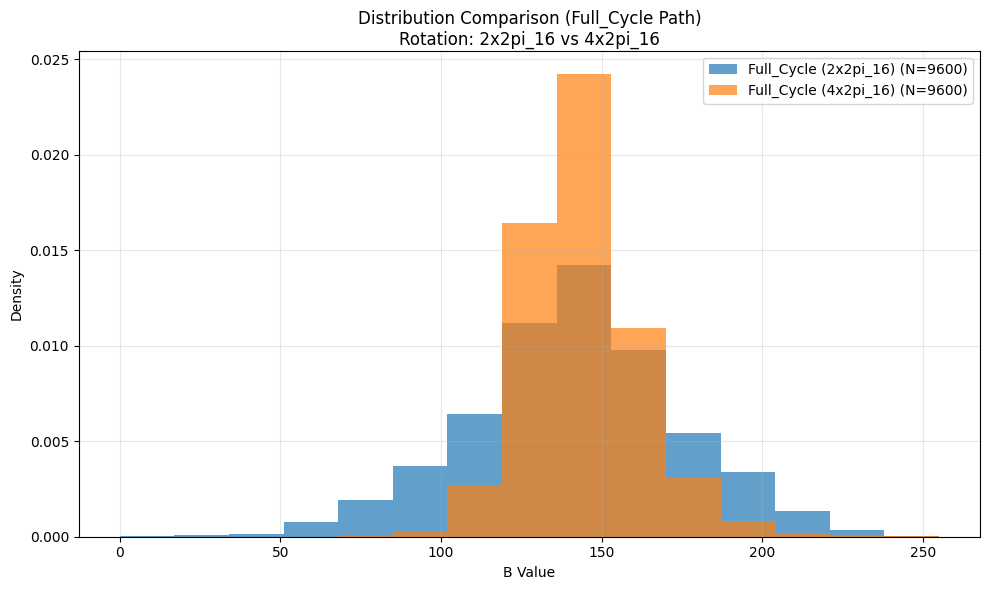 Distribution Comparison (Full_Cycle Path)
Rotation: 2x2pi_16 vs 4x2pi_16
Full_Cycle (2x2pi_16) (N=9600)
Full_Cycle (4x2pi_16) (N=9600)
0.025
0.020
0.015
0.010
0.005
0.000
Density
0 50 100 150 200 250
B Value